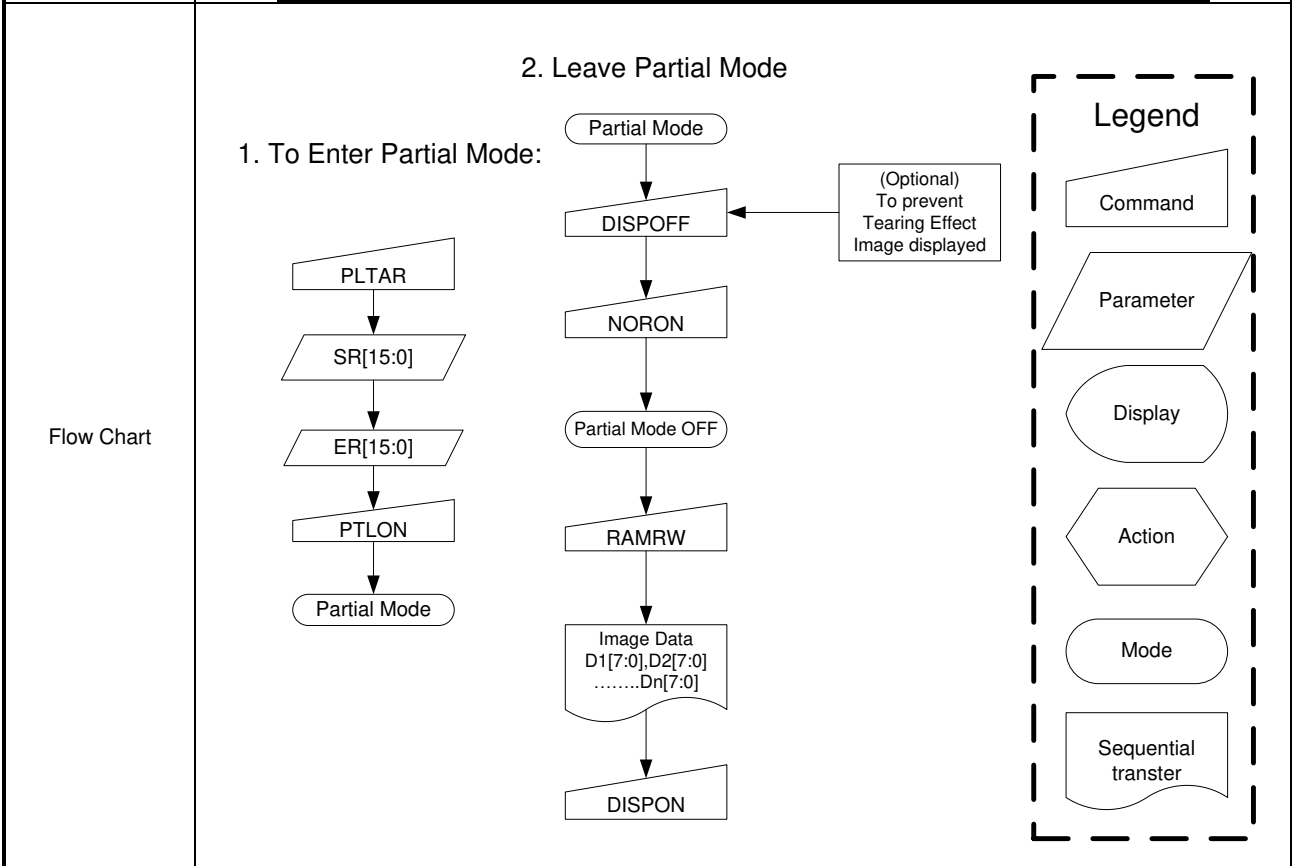 Flow Chart
1. To Enter Partial Mode:
PLTAR
SR[15:0]
ER[15:0]
PTLON
Partial Mode
2. Leave Partial Mode
Partial Mode
DISPOFF
(Optional)
To prevent
Tearing Effect
Image displayed
NORON
Partial Mode OFF
RAMRW
Image Data
D1[7:0],D2[7:0]
……..Dn[7:0]
DISPON
Legend
Command
Parameter
Display
Action
Mode
Sequential
transter